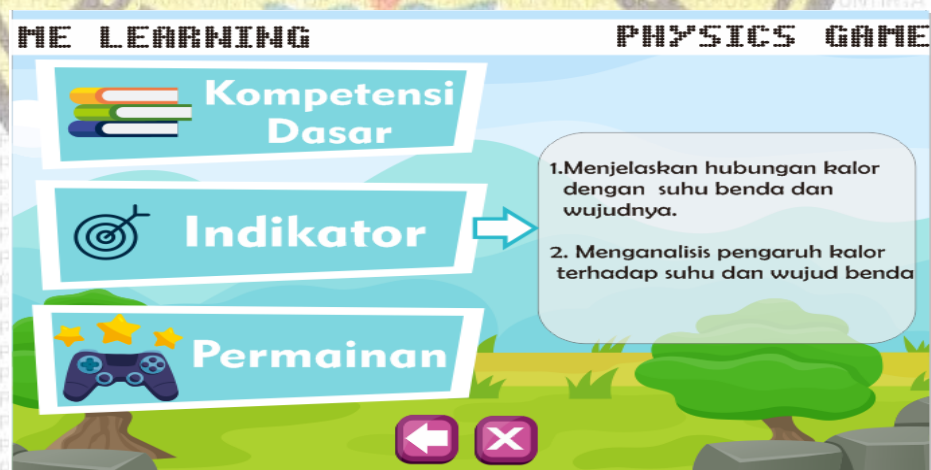 ME LEARNING PHYSICS GAME
Kompetensi
Dasar
Indikator
Permainan
1.Menjelaskan hubungan kalor
dengan suhu benda dan
wujudnya.
2. Menganalisis pengaruh kalor
terhadap suhu dan wujud benda